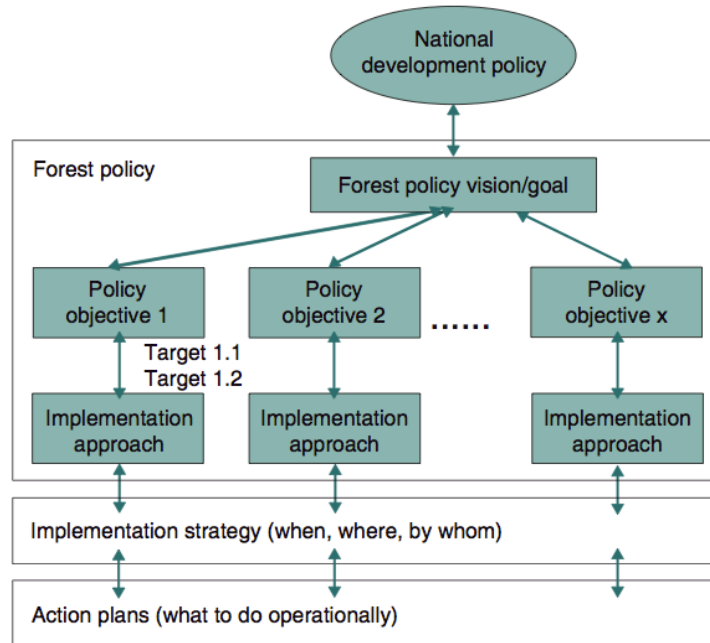 National
development policy
Forest policy
Forest policy vision/goal
Policy
objective 1
Policy
objective 2
......
Policy
objective x
Target 1.1
Target 1.2
Implementation
approach
Implementation
approach
Implementation
approach
Implementation strategy (when, where, by whom)
Action plans (what to do operationally)